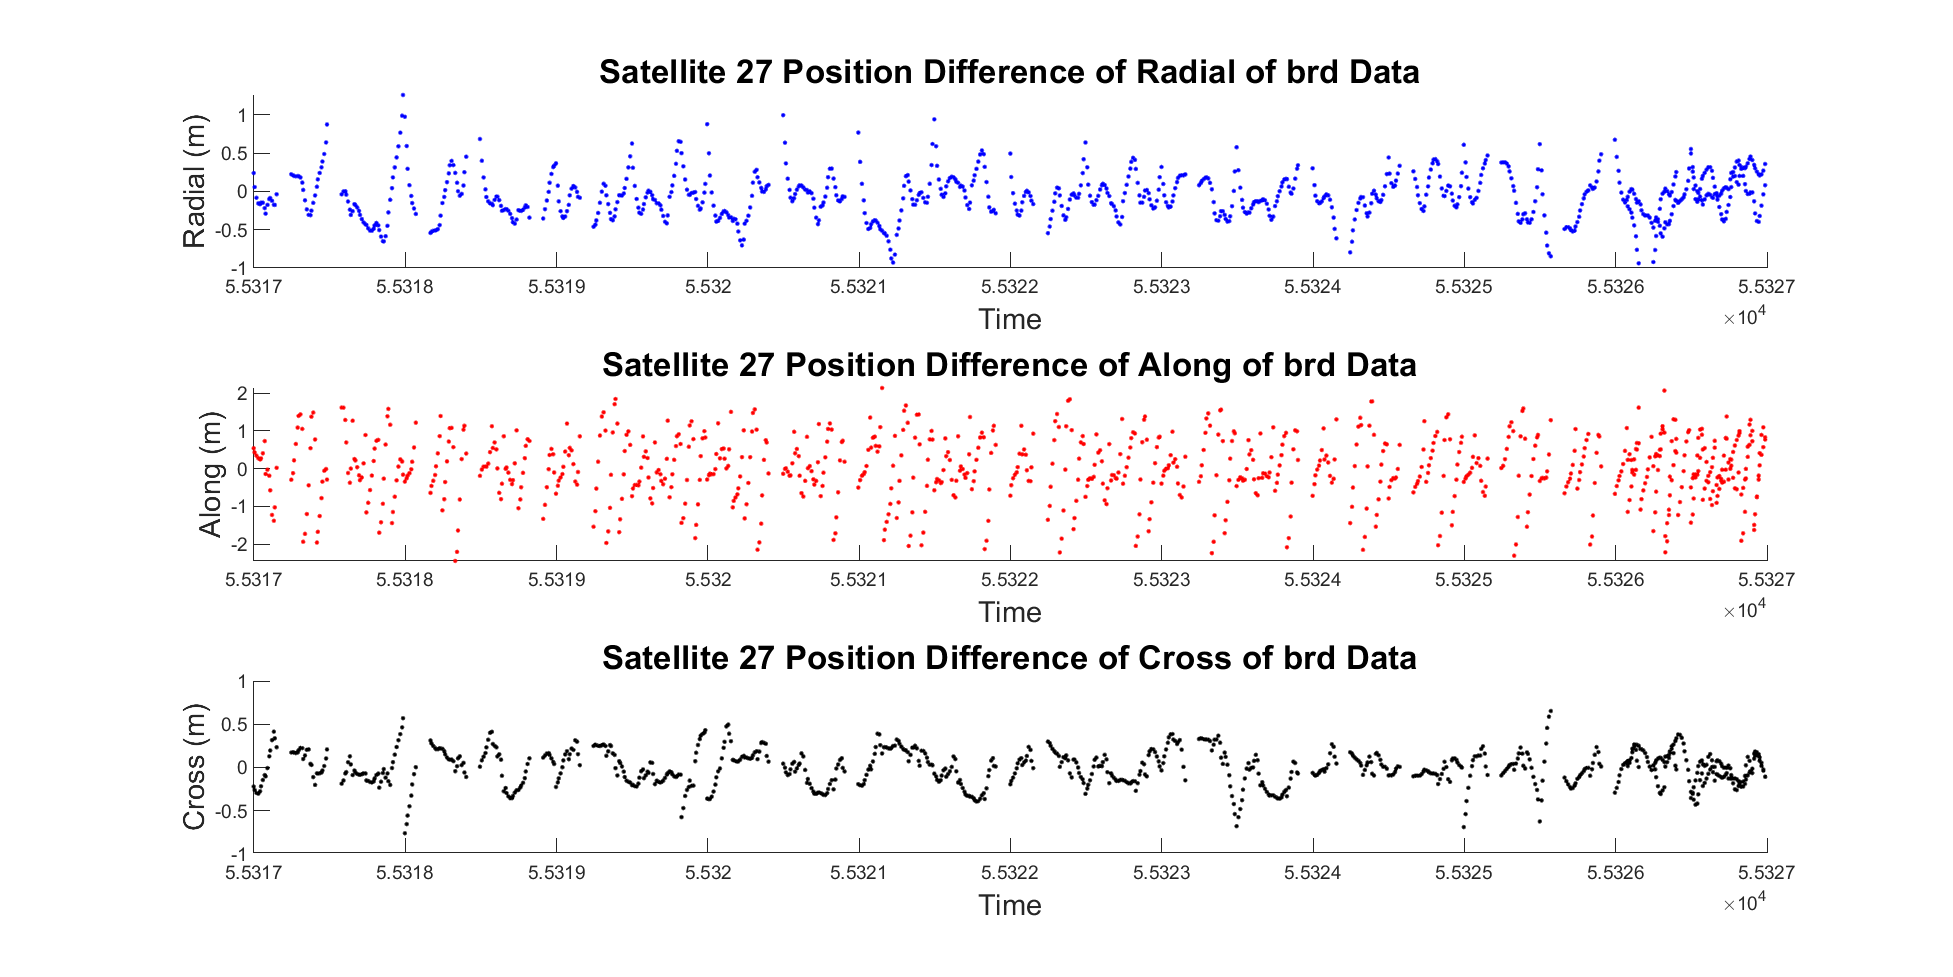 Satellite 27 Position Difference of Radial of brd Data
Radial (m)
1
0.5
0
-0.5
-1
5.5317 5.5318 5.5319 5.532 5.5321 5.5322 5.5323 5.5324 5.5325 5.5326 5.5327
Time
×10^4
Satellite 27 Position Difference of Along of brd Data
Along (m)
2
1
0
-1
-2
5.5317 5.5318 5.5319 5.532 5.5321 5.5322 5.5323 5.5324 5.5325 5.5326 5.5327
Time
×10^4
Satellite 27 Position Difference of Cross of brd Data
Cross (m)
1
0.5
0
-0.5
-1
5.5317 5.5318 5.5319 5.532 5.5321 5.5322 5.5323 5.5324 5.5325 5.5326 5.5327
Time
×10^4